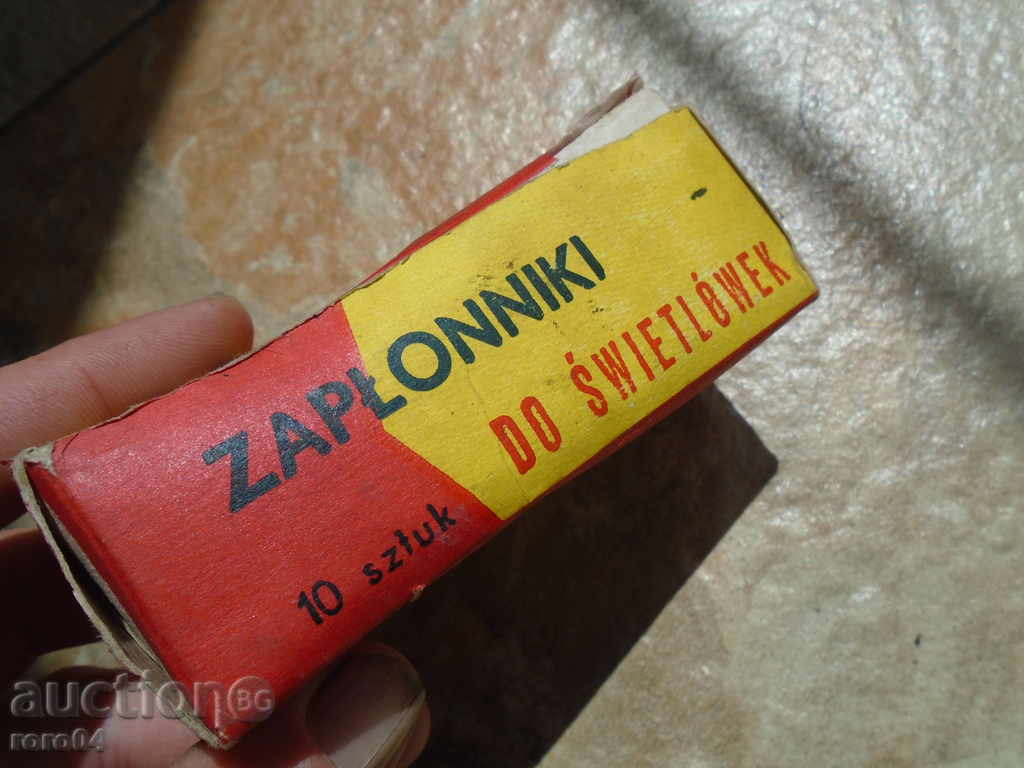 ZAPŁONNIKI
DO ŚWIETLÓWEK
10 sztuk
auction BG
roro04